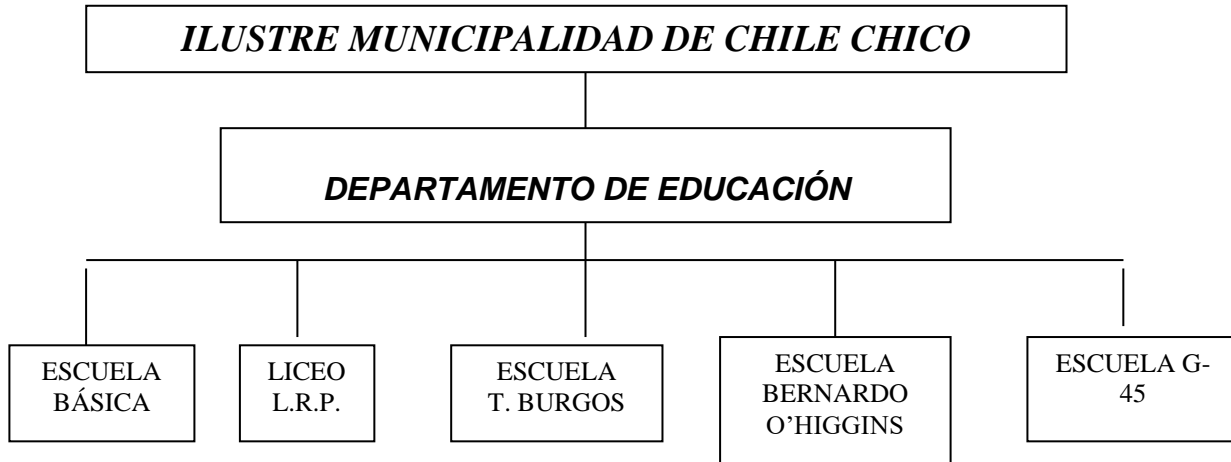 ILUSTRE MUNICIPALIDAD DE CHILE CHICO
DEPARTAMENTO DE EDUCACIÓN
ESCUELA
BÁSICA
LICEO
L.R.P.
ESCUELA
T. BURGOS
ESCUELA
BERNARDO
O’HIGGINS
ESCUELA G-
45